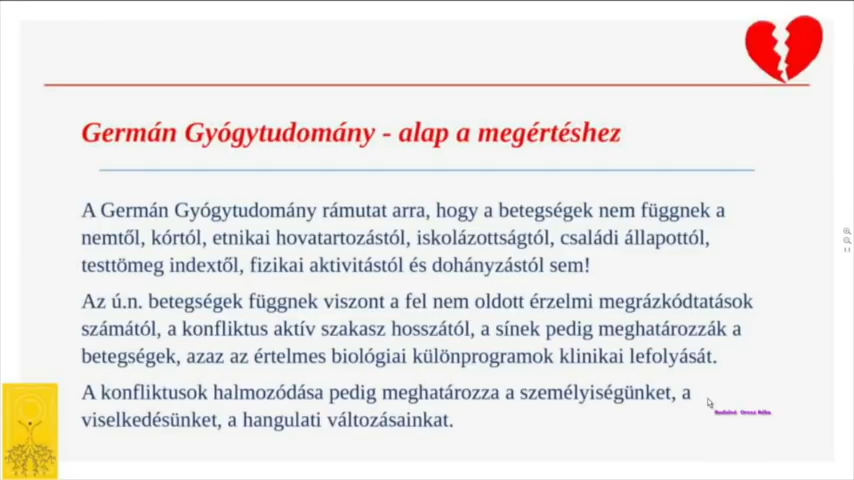 Germán Gyógytudomány - alap a megértéshez
A Germán Gyógytudomány rámutat arra, hogy a betegségek nem függnek a
nemtől, kórtól, etnikai hovatartozástól, iskolázottságtól, családi állapottól,
testtömeg indextől, fizikai aktivitástól és dohányzástól sem!
Az ú.n. betegségek függnek viszont a fel nem oldott érzelmi megrázkódtatások
számától, a konfliktus aktív szakasz hosszától, a sínek pedig meghatározzák a
betegségek, azaz az értelmes biológiai különprogramok klinikai lefolyását.
A konfliktusok halmozódása pedig meghatározza a személyiségünket, a
viselkedésünket, a hangulati változásainkat.